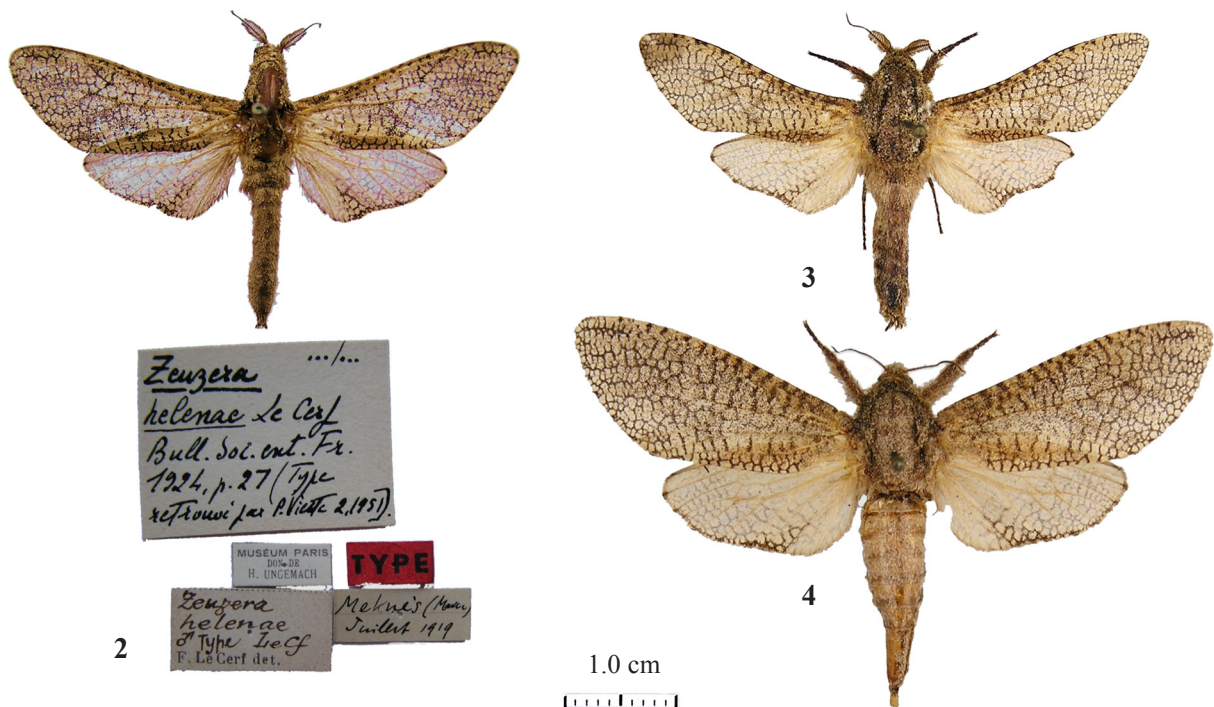 3
.../...
Zeuzera
helenae Le Cerf
Bull. Soc. ent. Fr.
1924, p. 27 (Type
retrouvé par P. Viette 2, 1951).
MUSÉUM PARIS
DON DE
H. UNGEMACH
TYPE
Zeuzera
helenae
♂ Type Le Cf
F. Le Cerf det.
Meknès (Maroc)
Juillet 1919
2
4
1.0 cm